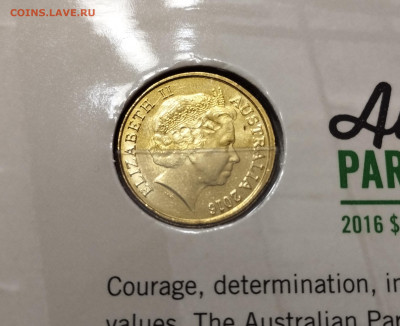 COINS.LAVE.RU
ELIZABETH II AUSTRALIA 2016
PAR
2016 $
Courage, determination, in
values. The Australian Par